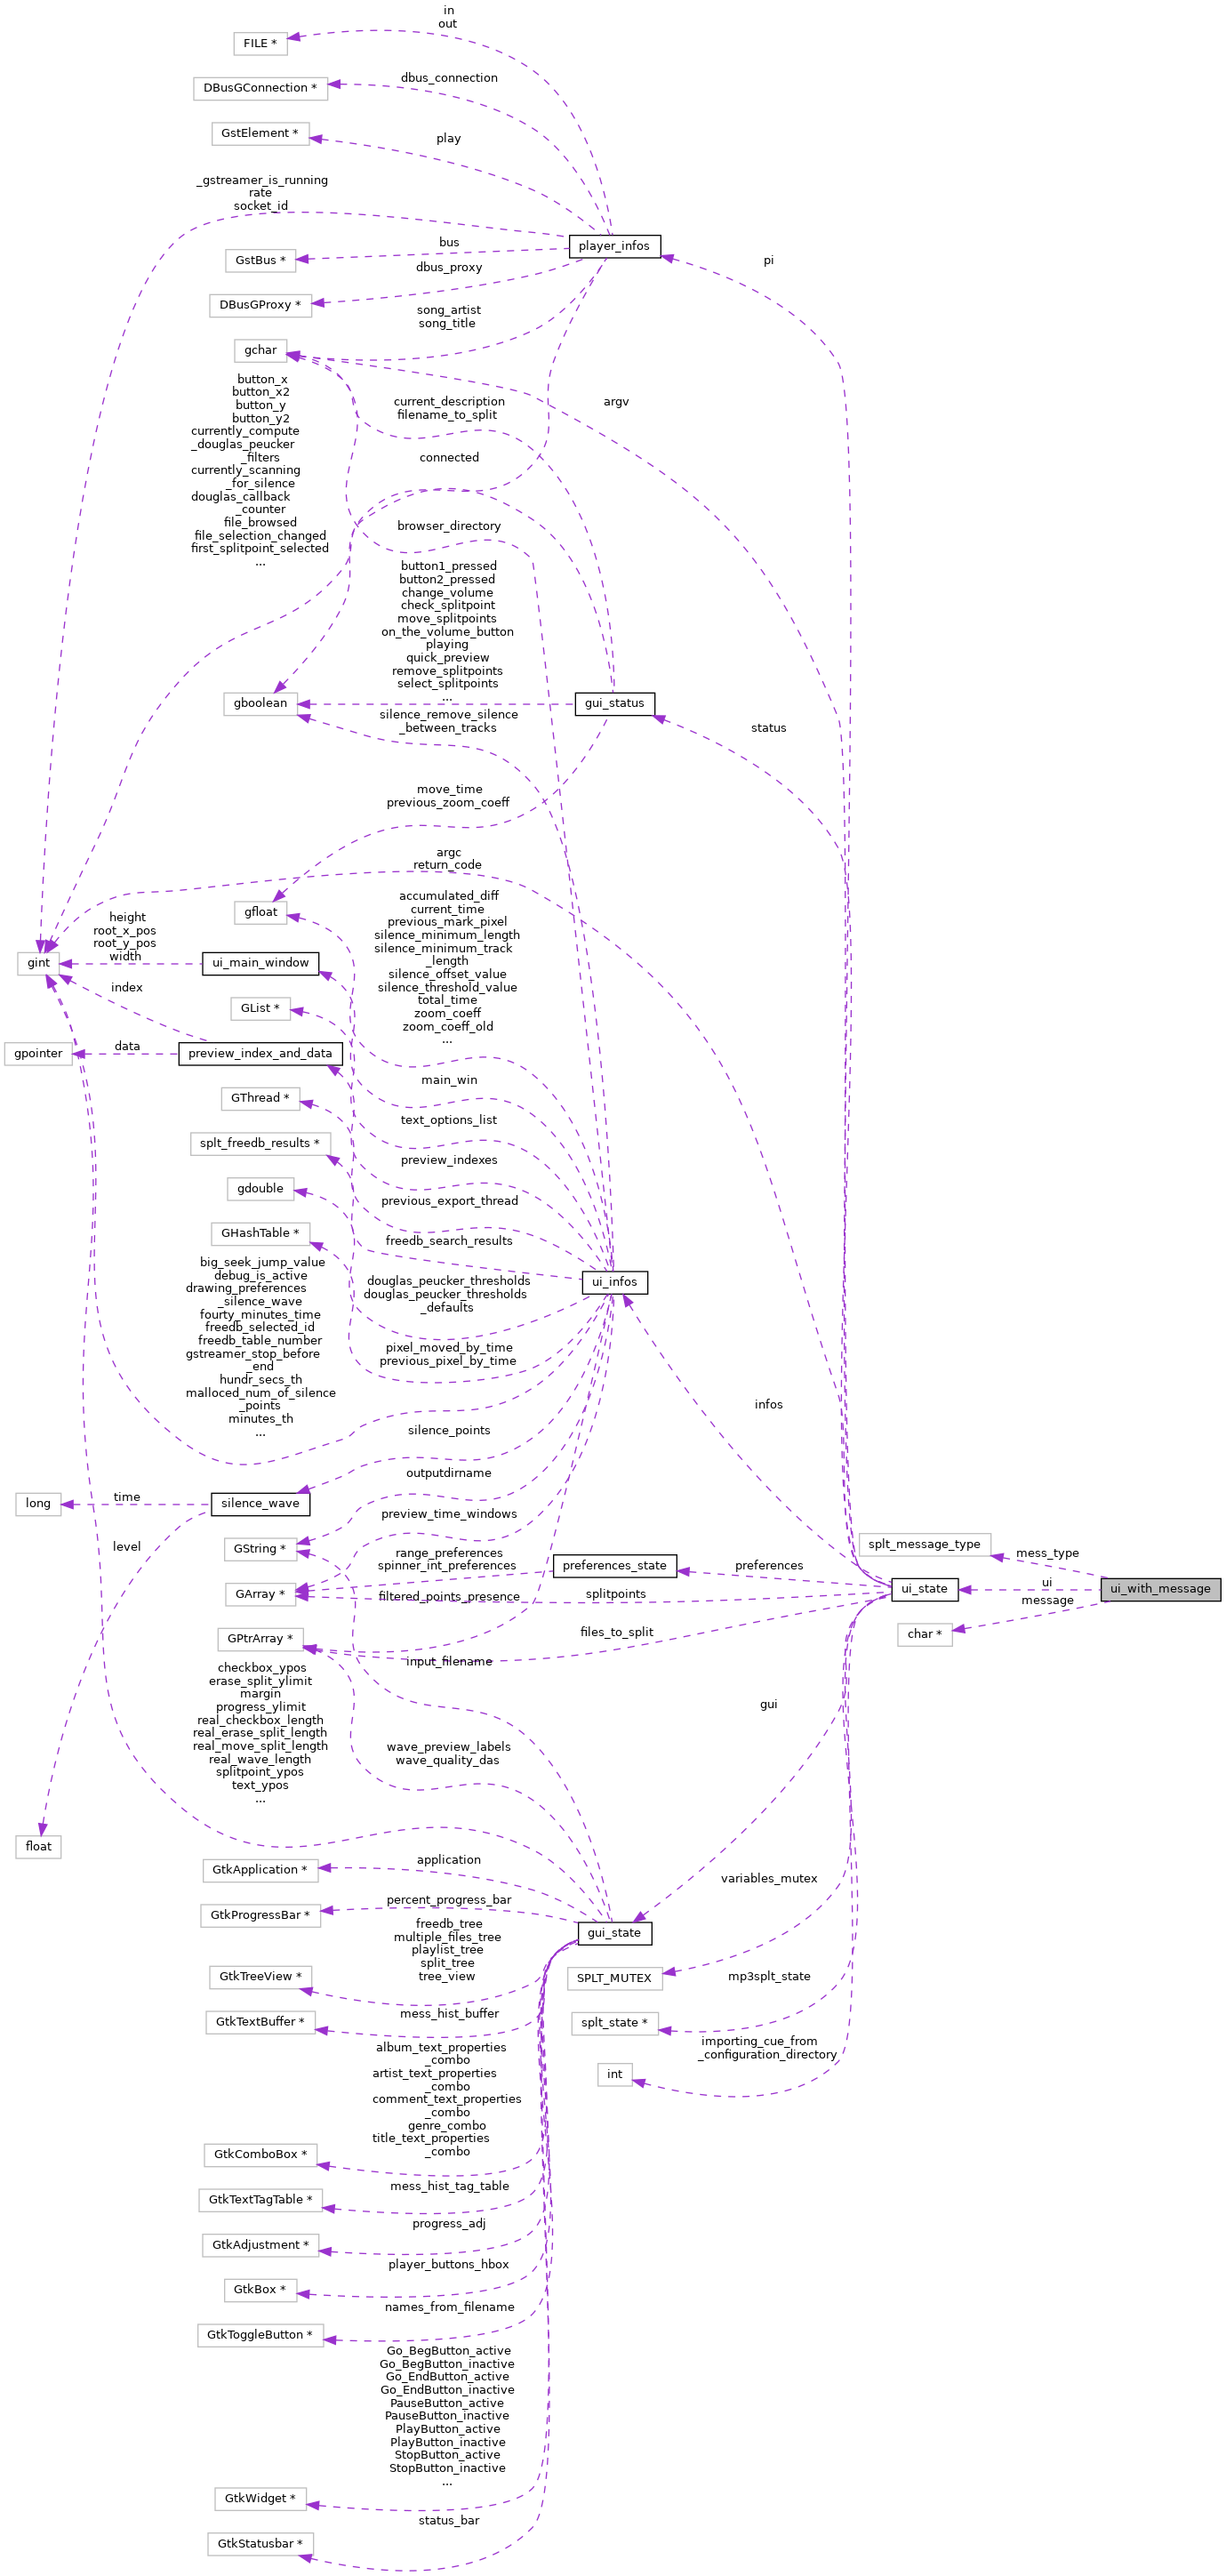 in
out
FILE *
dbus_connection
DBusGConnection *
GstElement *
play
_gstreamer_is_running
rate
socket_id
player_infos
bus
GstBus *
pi
dbus_proxy
DBusGProxy *
song_artist
song_title
gchar
button_x
button_x2
button_y
button_y2
currently_compute
_douglas_peucker
_filters
currently_scanning
_for_silence
douglas_callback
_counter
file_browsed
file_selection_changed
first_splitpoint_selected
...
current_description
filename_to_split
argv
connected
browser_directory
button1_pressed
button2_pressed
change_volume
check_splitpoint
move_splitpoints
on_the_volume_button
playing
quick_preview
remove_splitpoints
select_splitpoints
...
gboolean
gui_status
silence_remove_silence
_between_tracks
status
move_time
previous_zoom_coeff
argc
return_code
gfloat
accumulated_diff
current_time
previous_mark_pixel
silence_minimum_length
silence_minimum_track
_length
silence_offset_value
silence_threshold_value
total_time
zoom_coeff
zoom_coeff_old
...
height
root_x_pos
root_y_pos
width
gint
ui_main_window
index
GList *
gpointer
data
preview_index_and_data
main_win
GThread *
text_options_list
splt_freedb_results *
preview_indexes
gdouble
previous_export_thread
GHashTable *
freedb_search_results
big_seek_jump_value
debug_is_active
drawing_preferences
_silence_wave
fourty_minutes_time
freedb_selected_id
freedb_table_number
gstreamer_stop_before
_end
hundr_secs_th
malloced_num_of_silence
_points
minutes_th
...
ui_infos
douglas_peucker_thresholds
douglas_peucker_thresholds
_defaults
pixel_moved_by_time
previous_pixel_by_time
infos
silence_points
outputdirname
long
time
silence_wave
preview_time_windows
level
GString *
range_preferences
spinner_int_preferences
preferences_state
preferences
splt_message_type
mess_type
GArray *
filtered_points_presence
splitpoints
ui_state
ui
ui_with_message
message
char *
GPtrArray *
files_to_split
input_filename
checkbox_ypos
erase_split_ylimit
margin
progress_ylimit
real_checkbox_length
real_erase_split_length
real_move_split_length
real_wave_length
splitpoint_ypos
text_ypos
...
gui
wave_preview_labels
wave_quality_das
float
application
GtkApplication *
variables_mutex
percent_progress_bar
GtkProgressBar *
freedb_tree
multiple_files_tree
playlist_tree
split_tree
tree_view
gui_state
GtkTreeView *
SPLT_MUTEX
mp3splt_state
mess_hist_buffer
GtkTextBuffer *
splt_state *
importing_cue_from
_configuration_directory
int
album_text_properties
_combo
artist_text_properties
_combo
comment_text_properties
_combo
genre_combo
title_text_properties
_combo
GtkComboBox *
mess_hist_tag_table
GtkTextTagTable *
progress_adj
GtkAdjustment *
player_buttons_hbox
GtkBox *
names_from_filename
GtkToggleButton *
Go_BegButton_active
Go_BegButton_inactive
Go_EndButton_active
Go_EndButton_inactive
PauseButton_active
PauseButton_inactive
PlayButton_active
PlayButton_inactive
StopButton_active
StopButton_inactive
...
GtkWidget *
status_bar
GtkStatusbar *